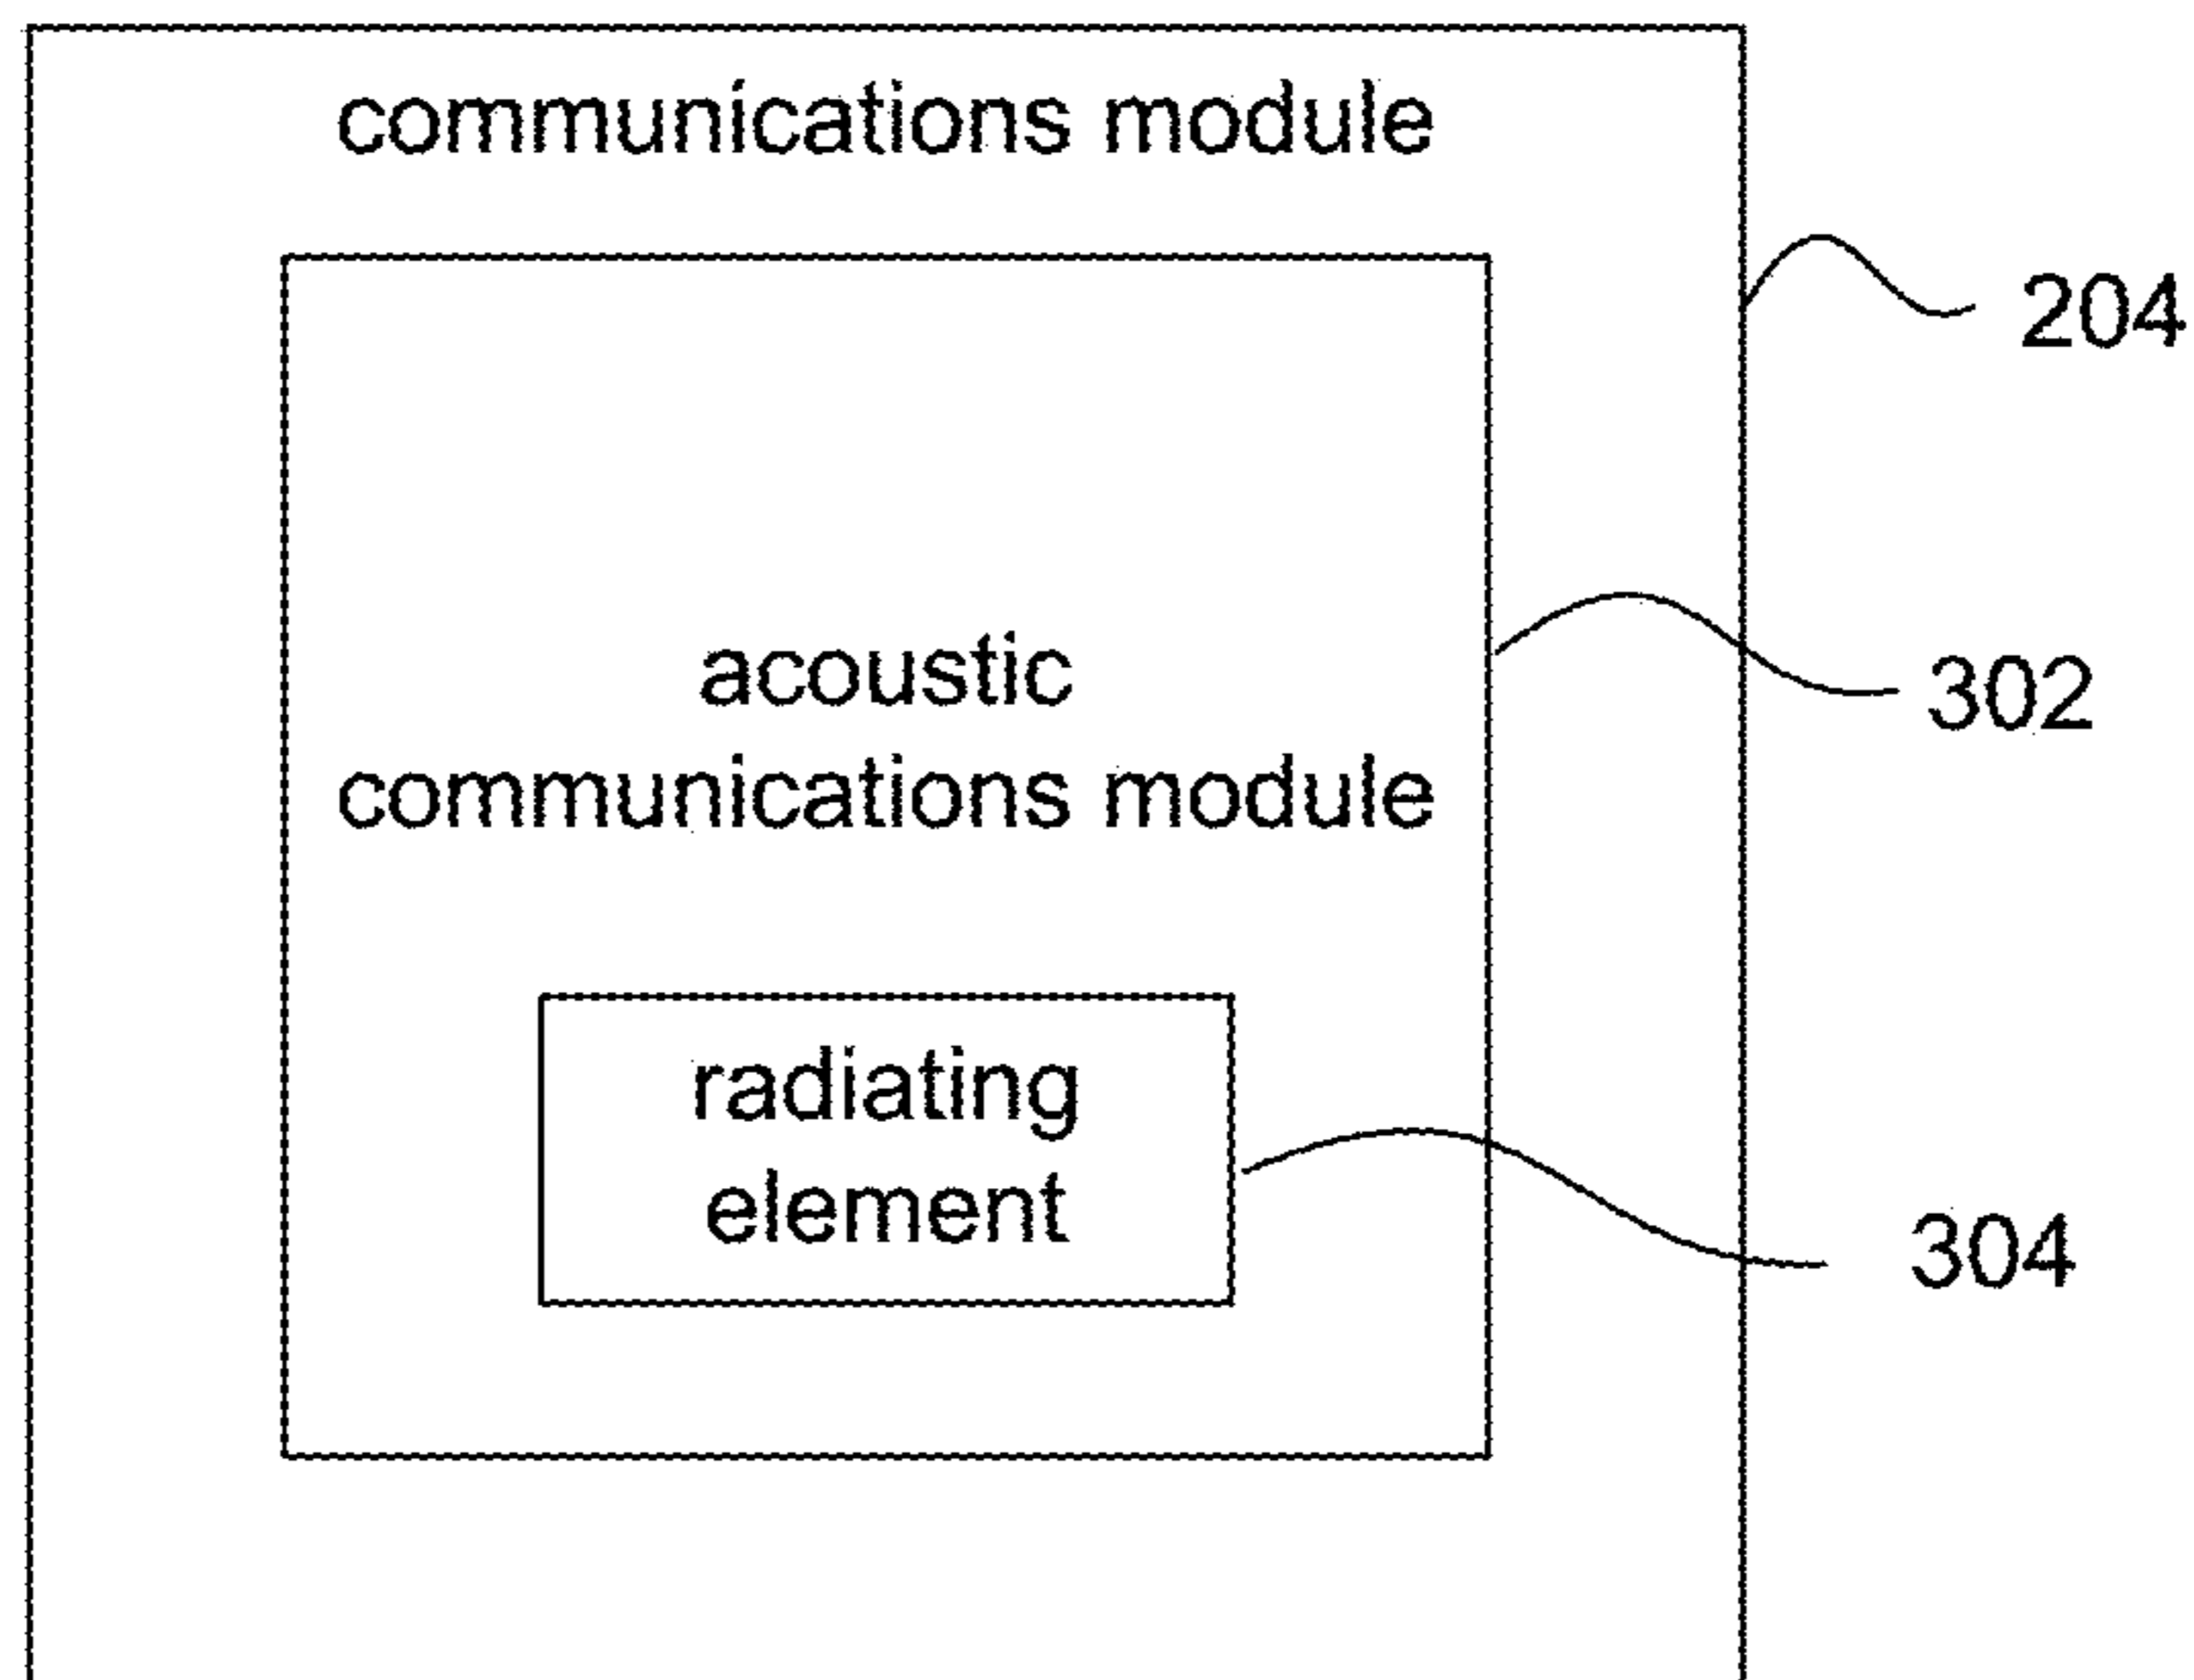 communications module
204
acoustic
communications module
302
radiating
element
304